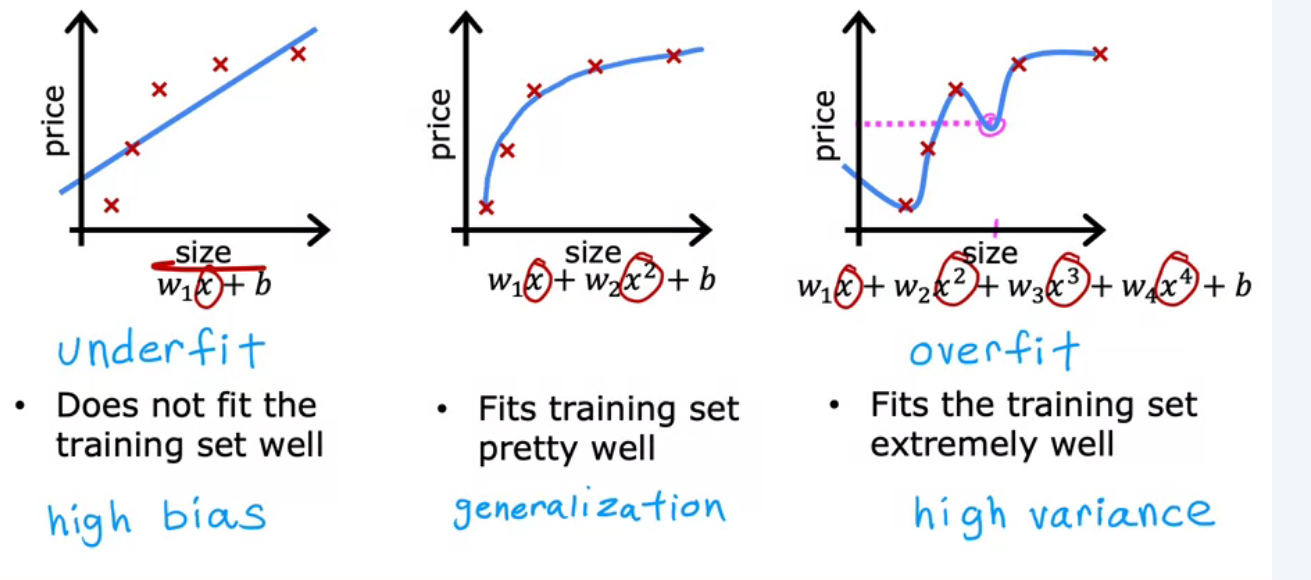 price
size
w₁x + b
underfit
• Does not fit the
training set well
high bias
price
size
w₁x + w₂x² + b
• Fits training set
pretty well
generalization
price
size
w₁x + w₂x² + w₃x³ + w₄x⁴ + b
overfit
• Fits the training set
extremely well
high variance